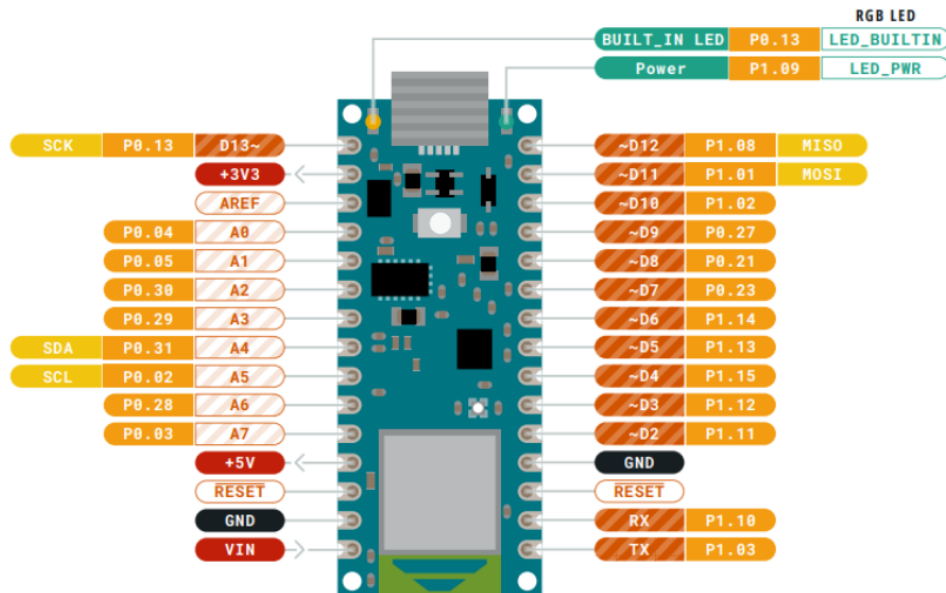 RGB LED
BUILT_IN LED P0.13 LED_BUILTIN
Power P1.09 LED_PWR
SCK P0.13 D13~ ~D12 P1.08 MISO
+3V3 ~D11 P1.01 MOSI
AREF ~D10 P1.02
P0.04 A0 ~D9 P0.27
P0.05 A1 ~D8 P0.21
P0.30 A2 ~D7 P0.23
P0.29 A3 ~D6 P1.14
SDA P0.31 A4 ~D5 P1.13
SCL P0.02 A5 ~D4 P1.15
P0.28 A6 ~D3 P1.12
P0.03 A7 ~D2 P1.11
+5V GND
RESET RESET
GND RX P1.10
VIN TX P1.03